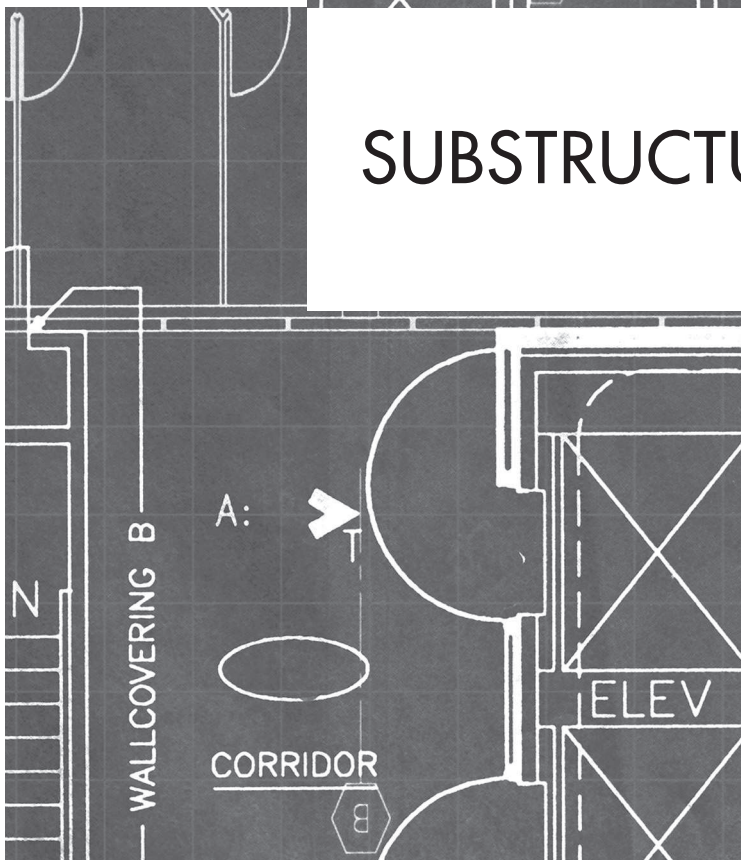 SUBSTRUCTU
A:
T
N
WALLCOVERING B
ELEV
CORRIDOR
B